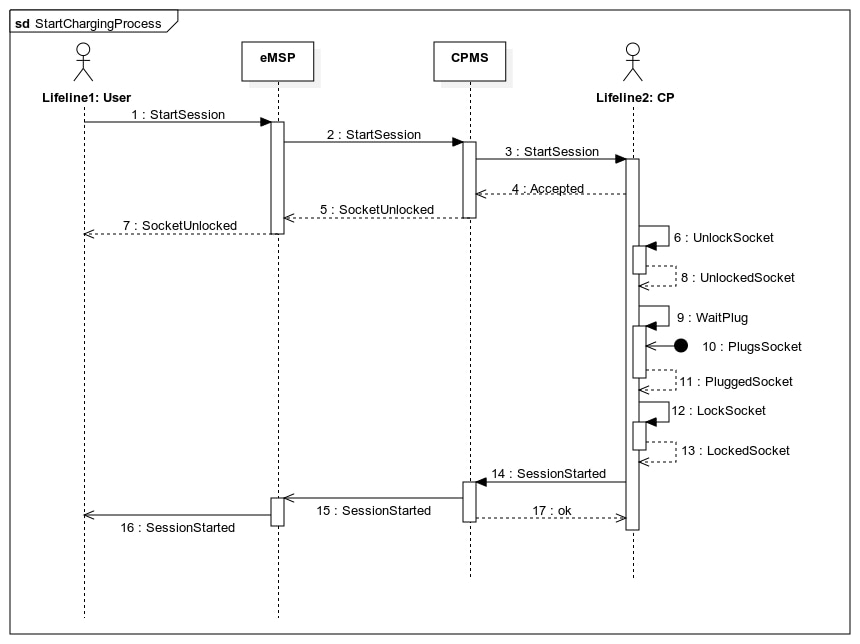 sd StartChargingProcess
eMSP
CPMS
Lifeline1: User
Lifeline2: CP
1 : StartSession
2 : StartSession
3 : StartSession
4 : Accepted
5 : SocketUnlocked
7 : SocketUnlocked
6 : UnlockSocket
8 : UnlockedSocket
9 : WaitPlug
10 : PlugsSocket
11 : PluggedSocket
12 : LockSocket
13 : LockedSocket
14 : SessionStarted
15 : SessionStarted
17 : ok
16 : SessionStarted